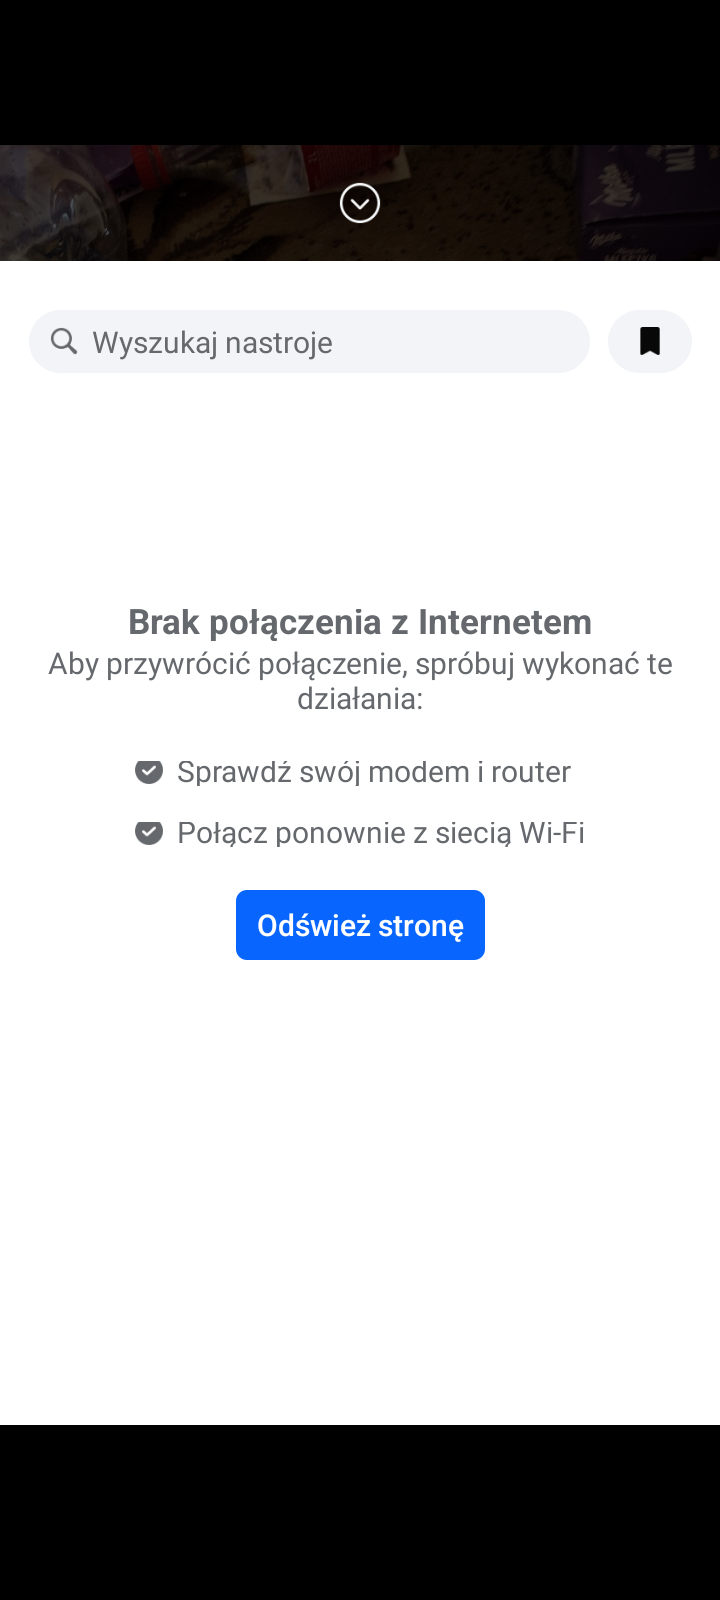 Wyszukaj nastroje
Brak połączenia z Internetem
Aby przywrócić połączenie, spróbuj wykonać te
działania:
Sprawdź swój modem i router
Połącz ponownie z siecią Wi-Fi
Odśwież stronę